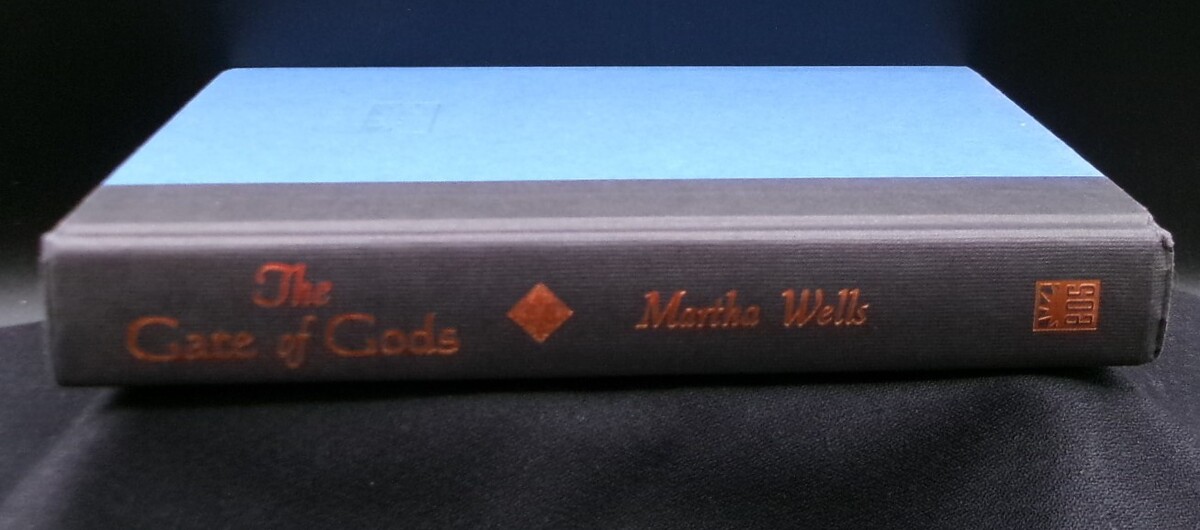 The
Gate of Gods
Martha Wells
EOS